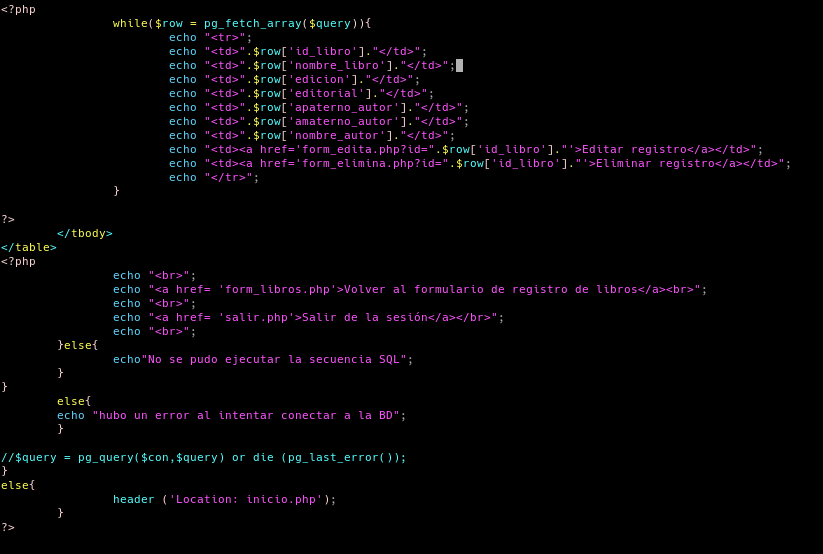 <?php
while($row = pg_fetch_array($query)){
echo "<tr>";
echo "<td>".$row['id_libro']."</td>";
echo "<td>".$row['nombre_libro']."</td>";
echo "<td>".$row['edicion']."</td>";
echo "<td>".$row['editorial']."</td>";
echo "<td>".$row['apaterno_autor']."</td>";
echo "<td>".$row['amaterno_autor']."</td>";
echo "<td>".$row['nombre_autor']."</td>";
echo "<td><a href='form_edita.php?id=".$row['id_libro']."'>Editar registro</a></td>";
echo "<td><a href='form_elimina.php?id=".$row['id_libro']."'>Eliminar registro</a></td>";
echo "</tr>";
}
?>
</tbody>
</table>
<?php
echo "<br>";
echo "<a href= 'form_libros.php'>Volver al formulario de registro de libros</a><br>";
echo "<br>";
echo "<a href= 'salir.php'>Salir de la sesión</a></br>";
echo "<br>";
}else{
echo"No se pudo ejecutar la secuencia SQL";
}
}
else{
echo "hubo un error al intentar conectar a la BD";
}
//$query = pg_query($con,$query) or die (pg_last_error());
}
else{
header ('Location: inicio.php');
}
?>